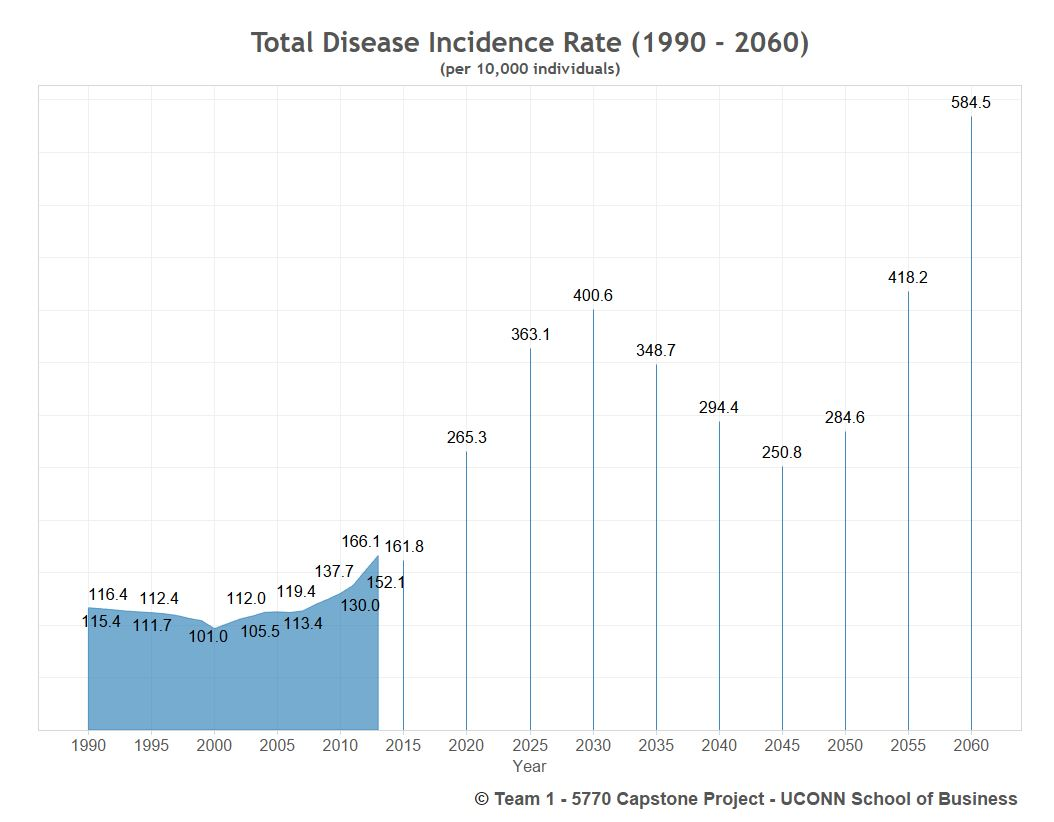 Total Disease Incidence Rate (1990 - 2060)
(per 10,000 individuals)
584.5
418.2
400.6
363.1
348.7
294.4
284.6
265.3
250.8
166.1 161.8
137.7 152.1
116.4 112.4 112.0 119.4 130.0
115.4 111.7 101.0 105.5 113.4
1990 1995 2000 2005 2010 2015 2020 2025 2030 2035 2040 2045 2050 2055 2060
Year
© Team 1 - 5770 Capstone Project - UCONN School of Business